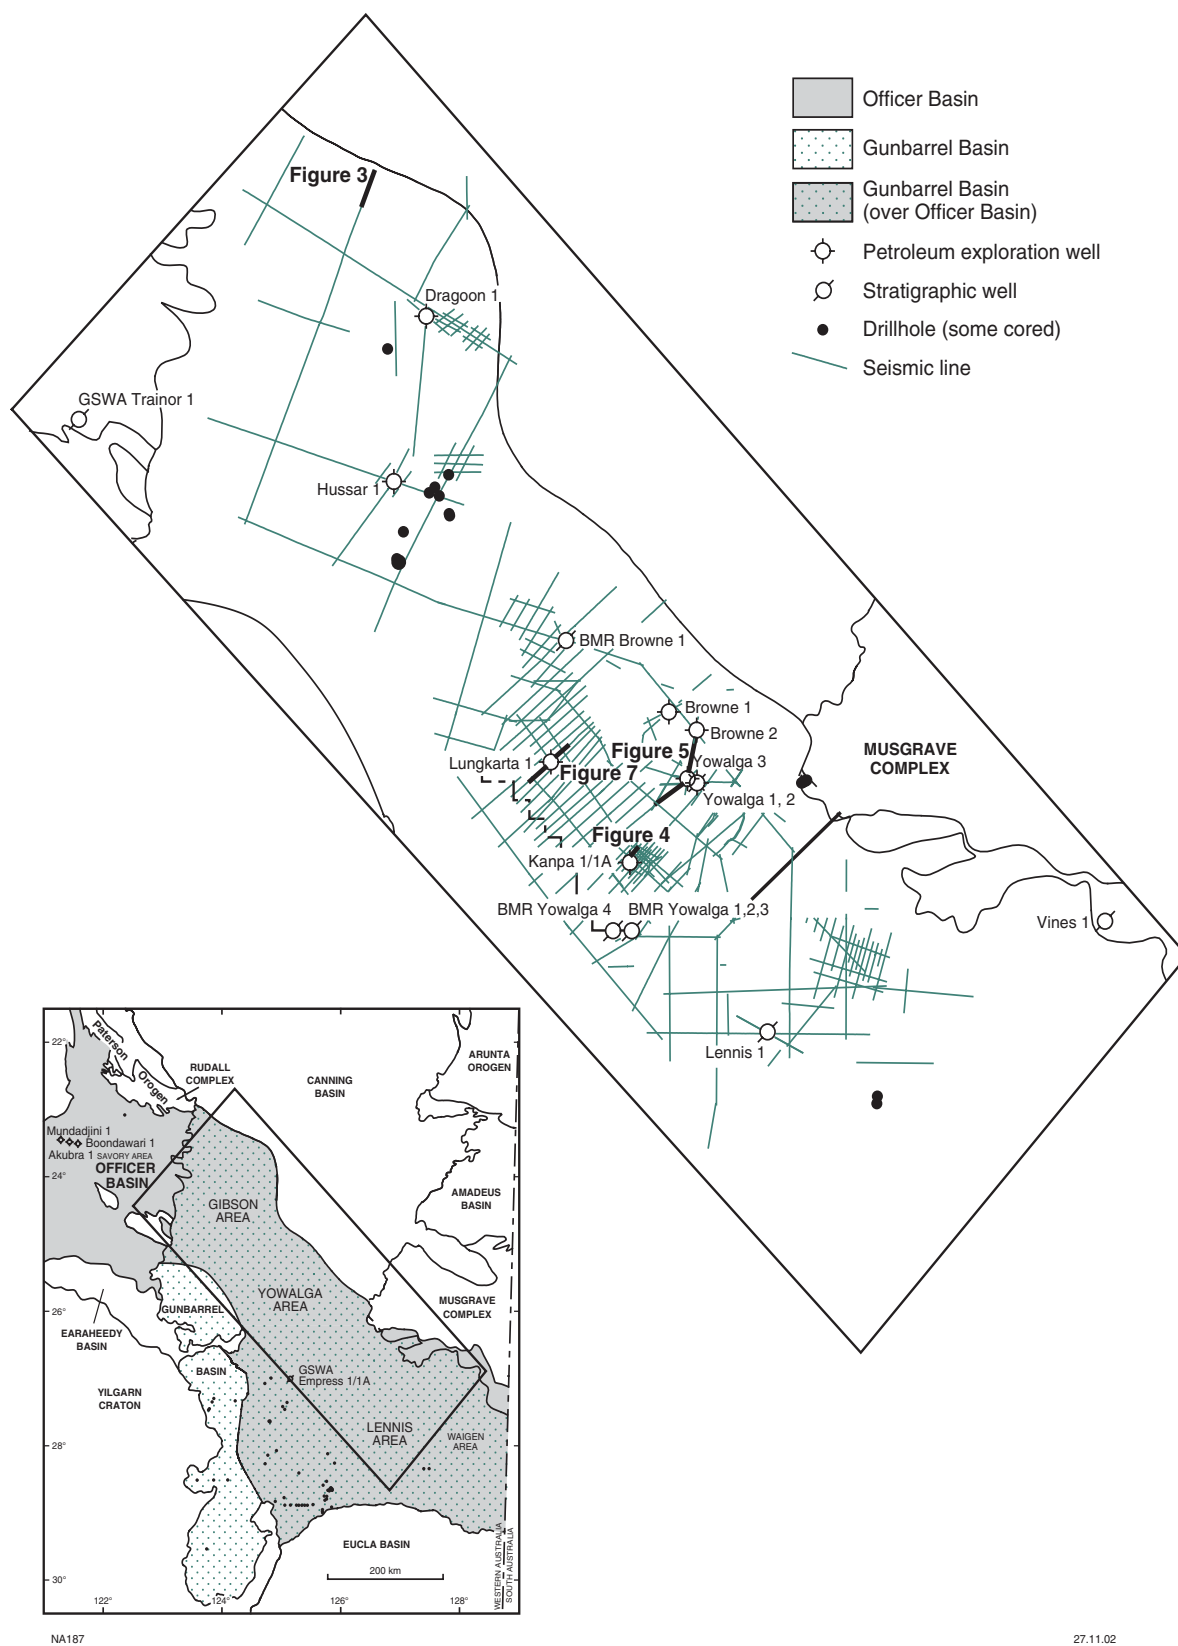 Officer Basin
Gunbarrel Basin
Gunbarrel Basin
(over Officer Basin)
Petroleum exploration well
Stratigraphic well
Drillhole (some cored)
Seismic line
Figure 3
Dragoon 1
GSWA Trainor 1
Hussar 1
BMR Browne 1
Browne 1
Browne 2
Figure 5
Yowalga 3
Lungkarta 1
Figure 7
Yowalga 1, 2
MUSGRAVE
COMPLEX
Figure 4
Kanpa 1/1A
BMR Yowalga 4
BMR Yowalga 1,2,3
Vines 1
Lennis 1
22°
24°
26°
28°
30°
122°
124°
126°
128°
Paterson
Orogen
RUDALL
COMPLEX
CANNING
BASIN
ARUNTA
OROGEN
Mundadjini 1
Boondawari 1
Akubra 1
SAVORY AREA
OFFICER
BASIN
GIBSON
AREA
AMADEUS
BASIN
YOWALGA
AREA
GUNBARREL
MUSGRAVE
COMPLEX
EARAHEEDY
BASIN
BASIN
GSWA
Empress 1/1A
YILGARN
CRATON
LENNIS
AREA
WAIGEN
AREA
EUCLA BASIN
200 km
WESTERN AUSTRALIA
SOUTH AUSTRALIA
NA187
27.11.02